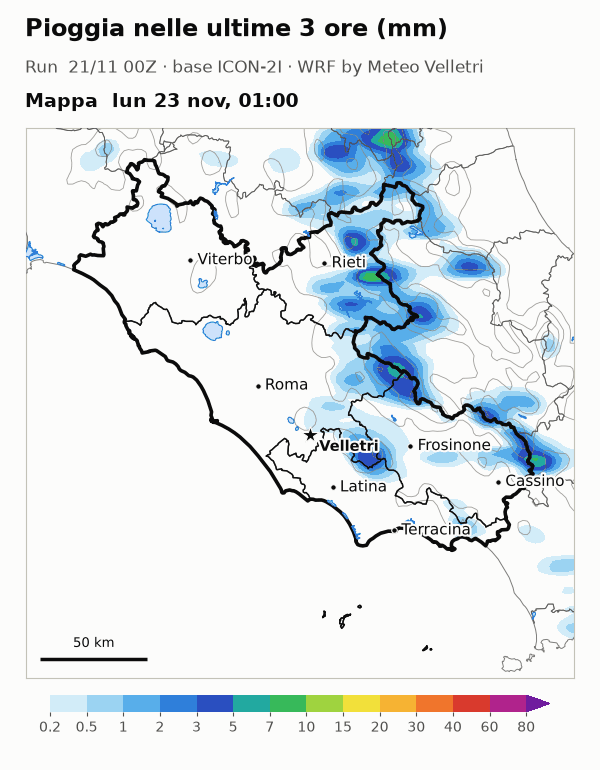 Pioggia nelle ultime 3 ore (mm)
Run  21/11 00Z · base ICON-2I · WRF by Meteo Velletri
Mappa  lun 23 nov, 01:00
Viterbo
Rieti
Roma
Velletri
Frosinone
Latina
Cassino
Terracina
50 km
0.2 0.5 1 2 3 5 7 10 15 20 30 40 60 80